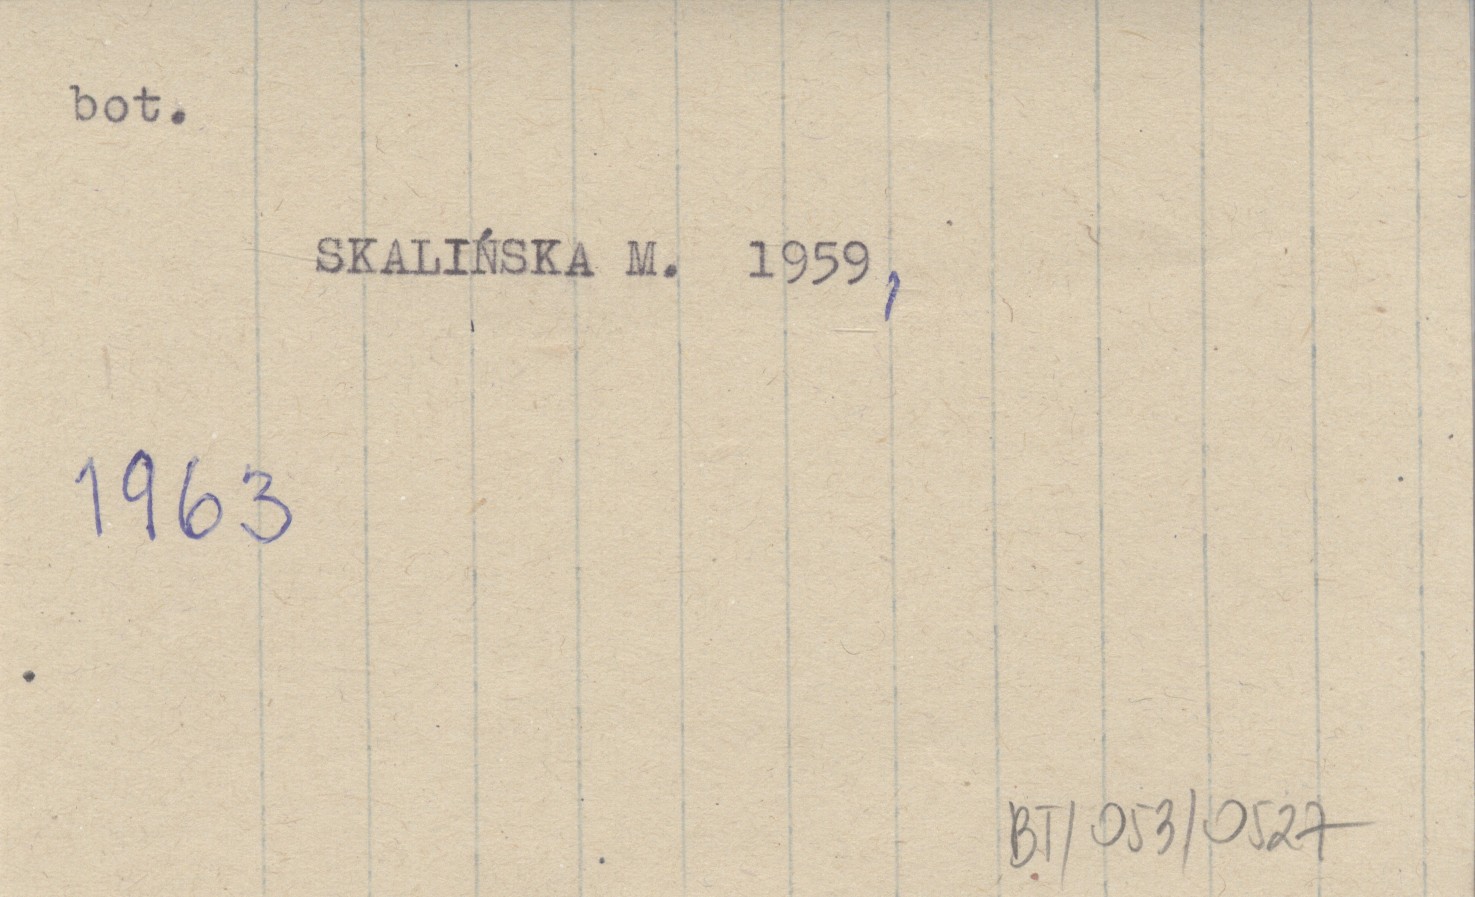 bot.
SKALIŃSKA M. 1959,
1963
BT/053/0527